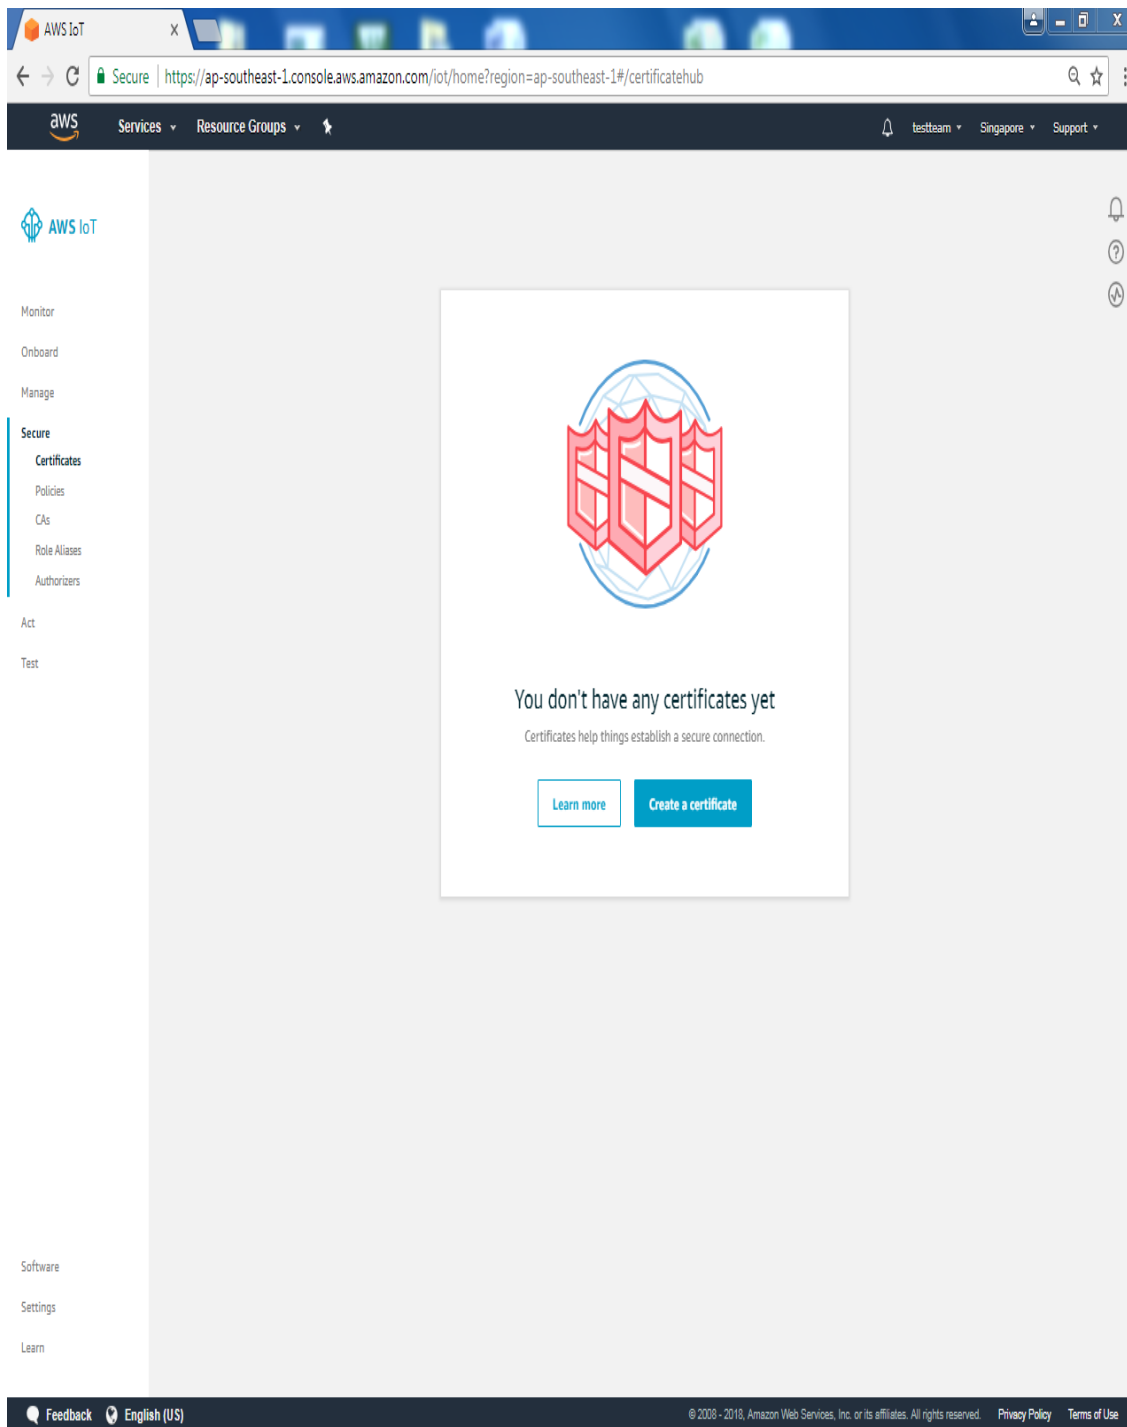 AWS IoT
Secure https://ap-southeast-1.console.aws.amazon.com/iot/home?region=ap-southeast-1#/certificatehub
aws Services Resource Groups testteam Singapore Support
AWS IoT
Monitor
Onboard
Manage
Secure
Certificates
Policies
CAs
Role Aliases
Authorizers
Act
Test
You don't have any certificates yet
Certificates help things establish a secure connection.
Learn more Create a certificate
Software
Settings
Learn
Feedback English (US) © 2008 - 2018, Amazon Web Services, Inc. or its affiliates. All rights reserved. Privacy Policy Terms of Use